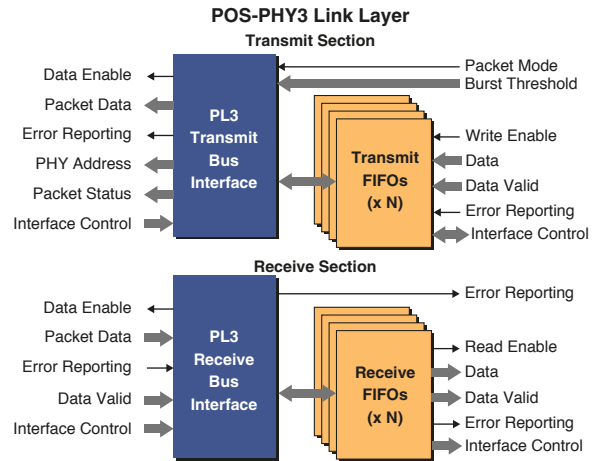 POS-PHY3 Link Layer
Transmit Section
Data Enable
Packet Data
Error Reporting
PHY Address
Packet Status
Interface Control
PL3
Transmit
Bus
Interface
Packet Mode
Burst Threshold
Transmit
FIFOs
(x N)
Write Enable
Data
Data Valid
Error Reporting
Interface Control
Receive Section
Data Enable
Packet Data
Error Reporting
Data Valid
Interface Control
PL3
Receive
Bus
Interface
Error Reporting
Receive
FIFOs
(x N)
Read Enable
Data
Data Valid
Error Reporting
Interface Control